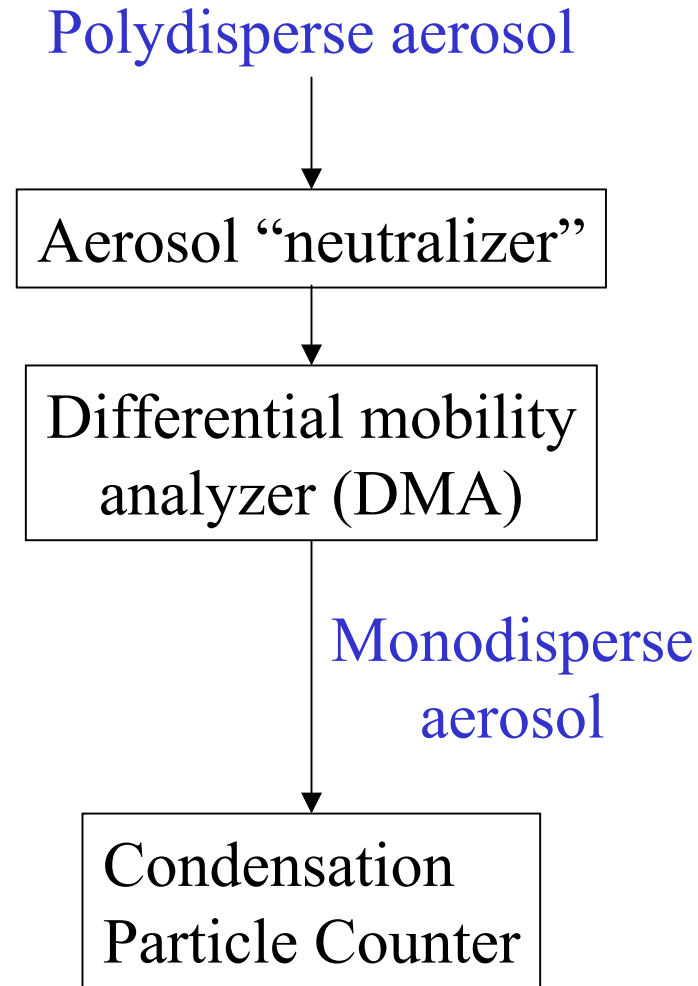 Polydisperse aerosol
Aerosol “neutralizer”
Differential mobility
analyzer (DMA)
Monodisperse
aerosol
Condensation
Particle Counter